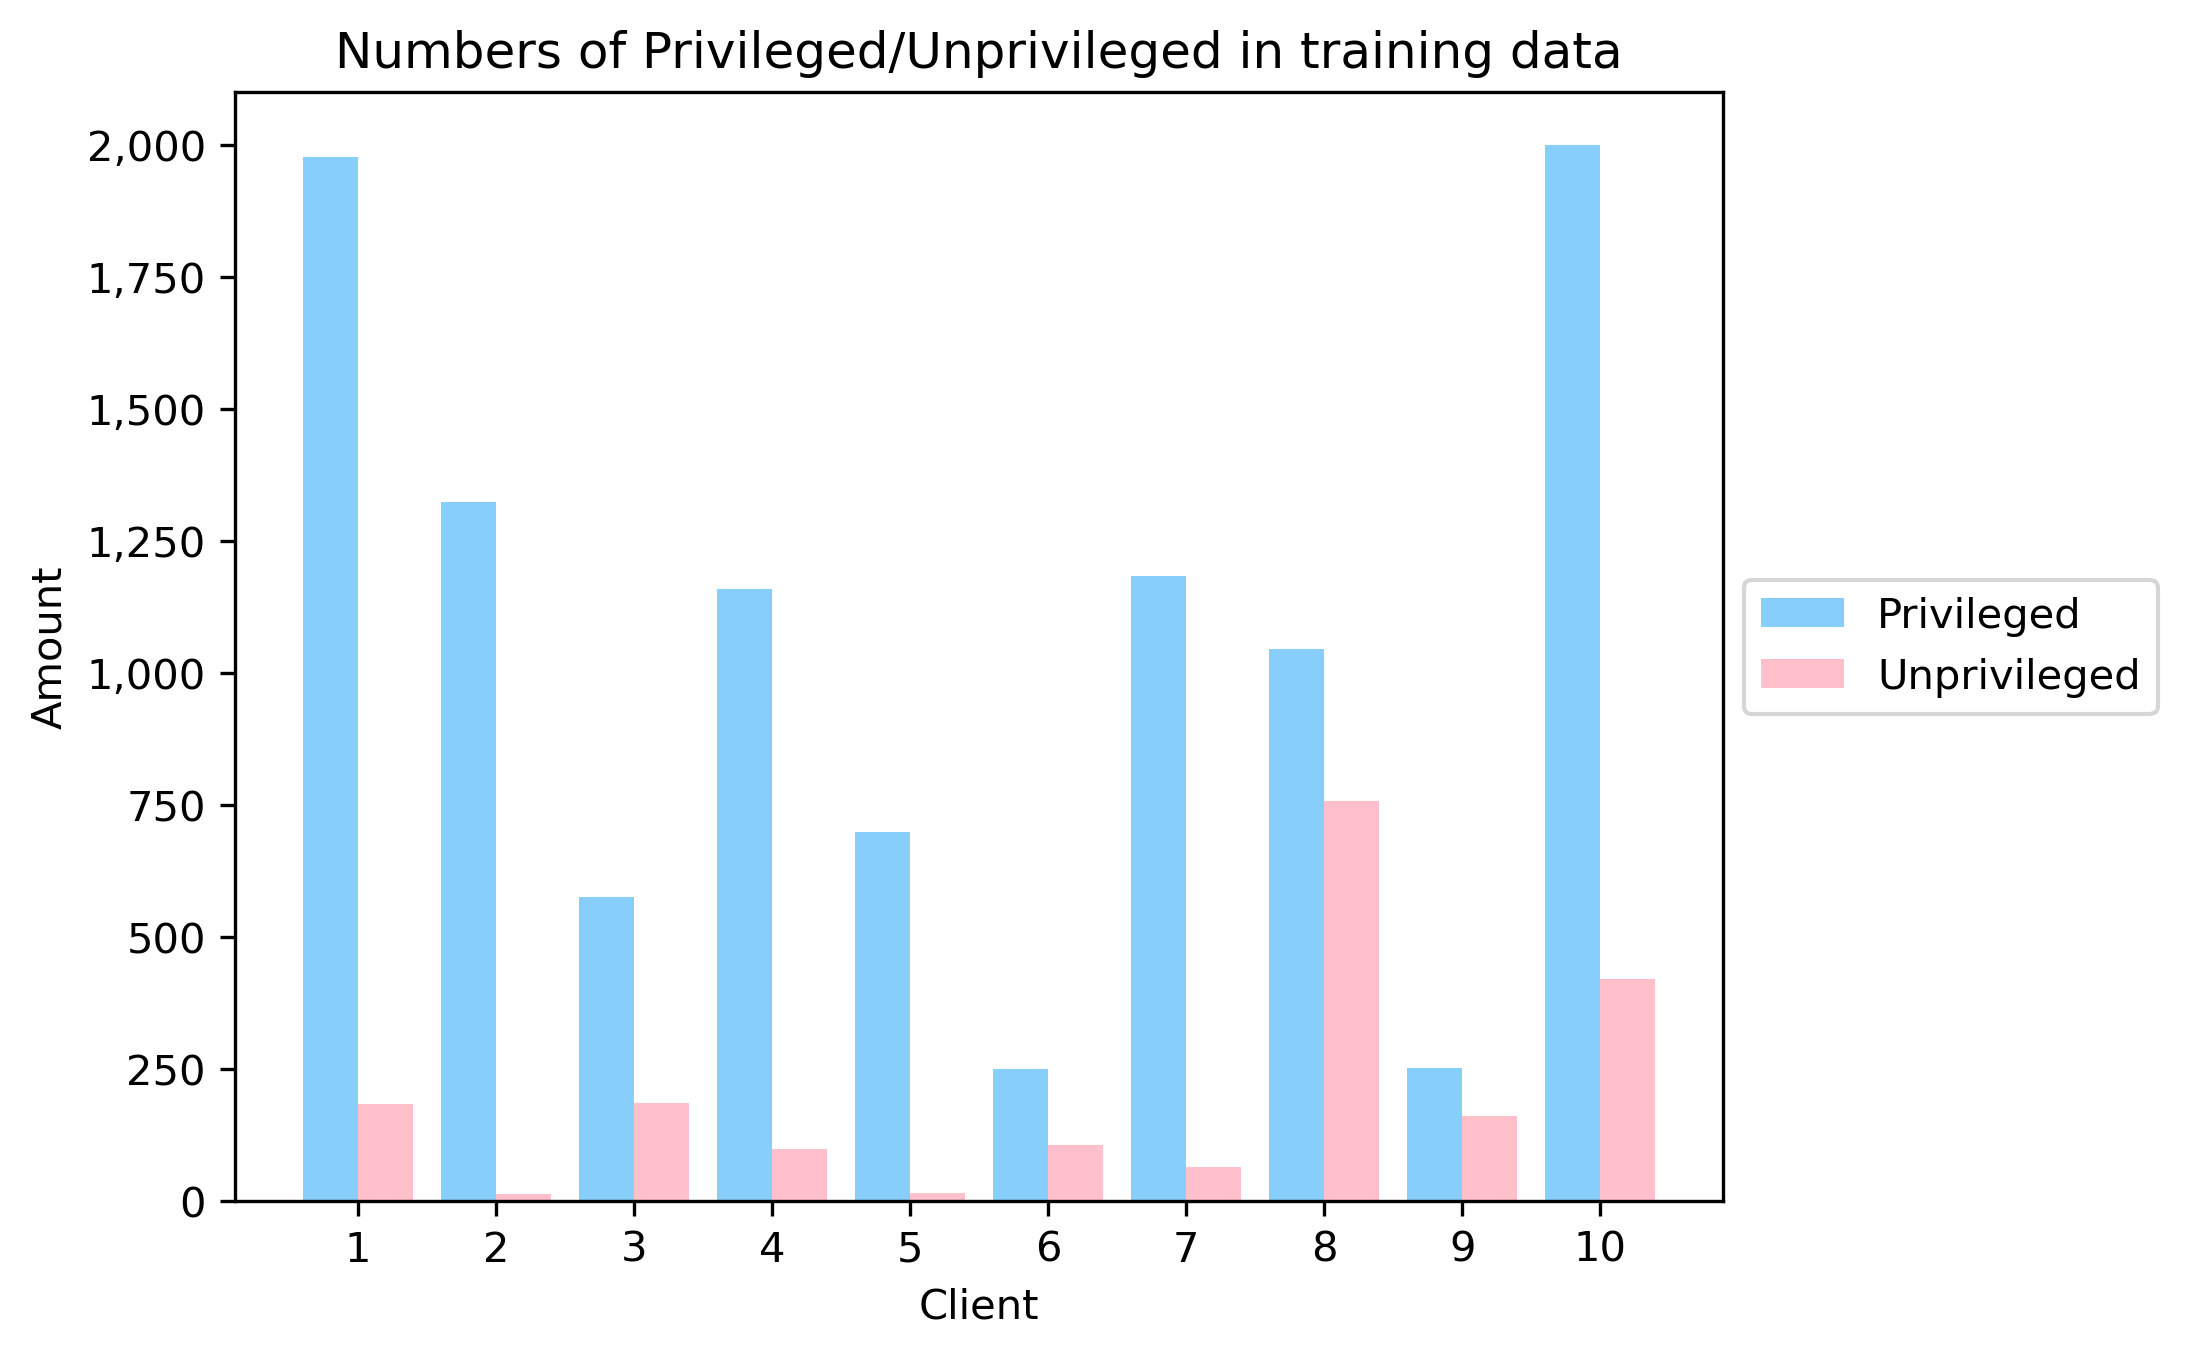 Numbers of Privileged/Unprivileged in training data
2,000
1,750
1,500
1,250
1,000
750
500
250
0
Amount
1 2 3 4 5 6 7 8 9 10
Client
Privileged
Unprivileged